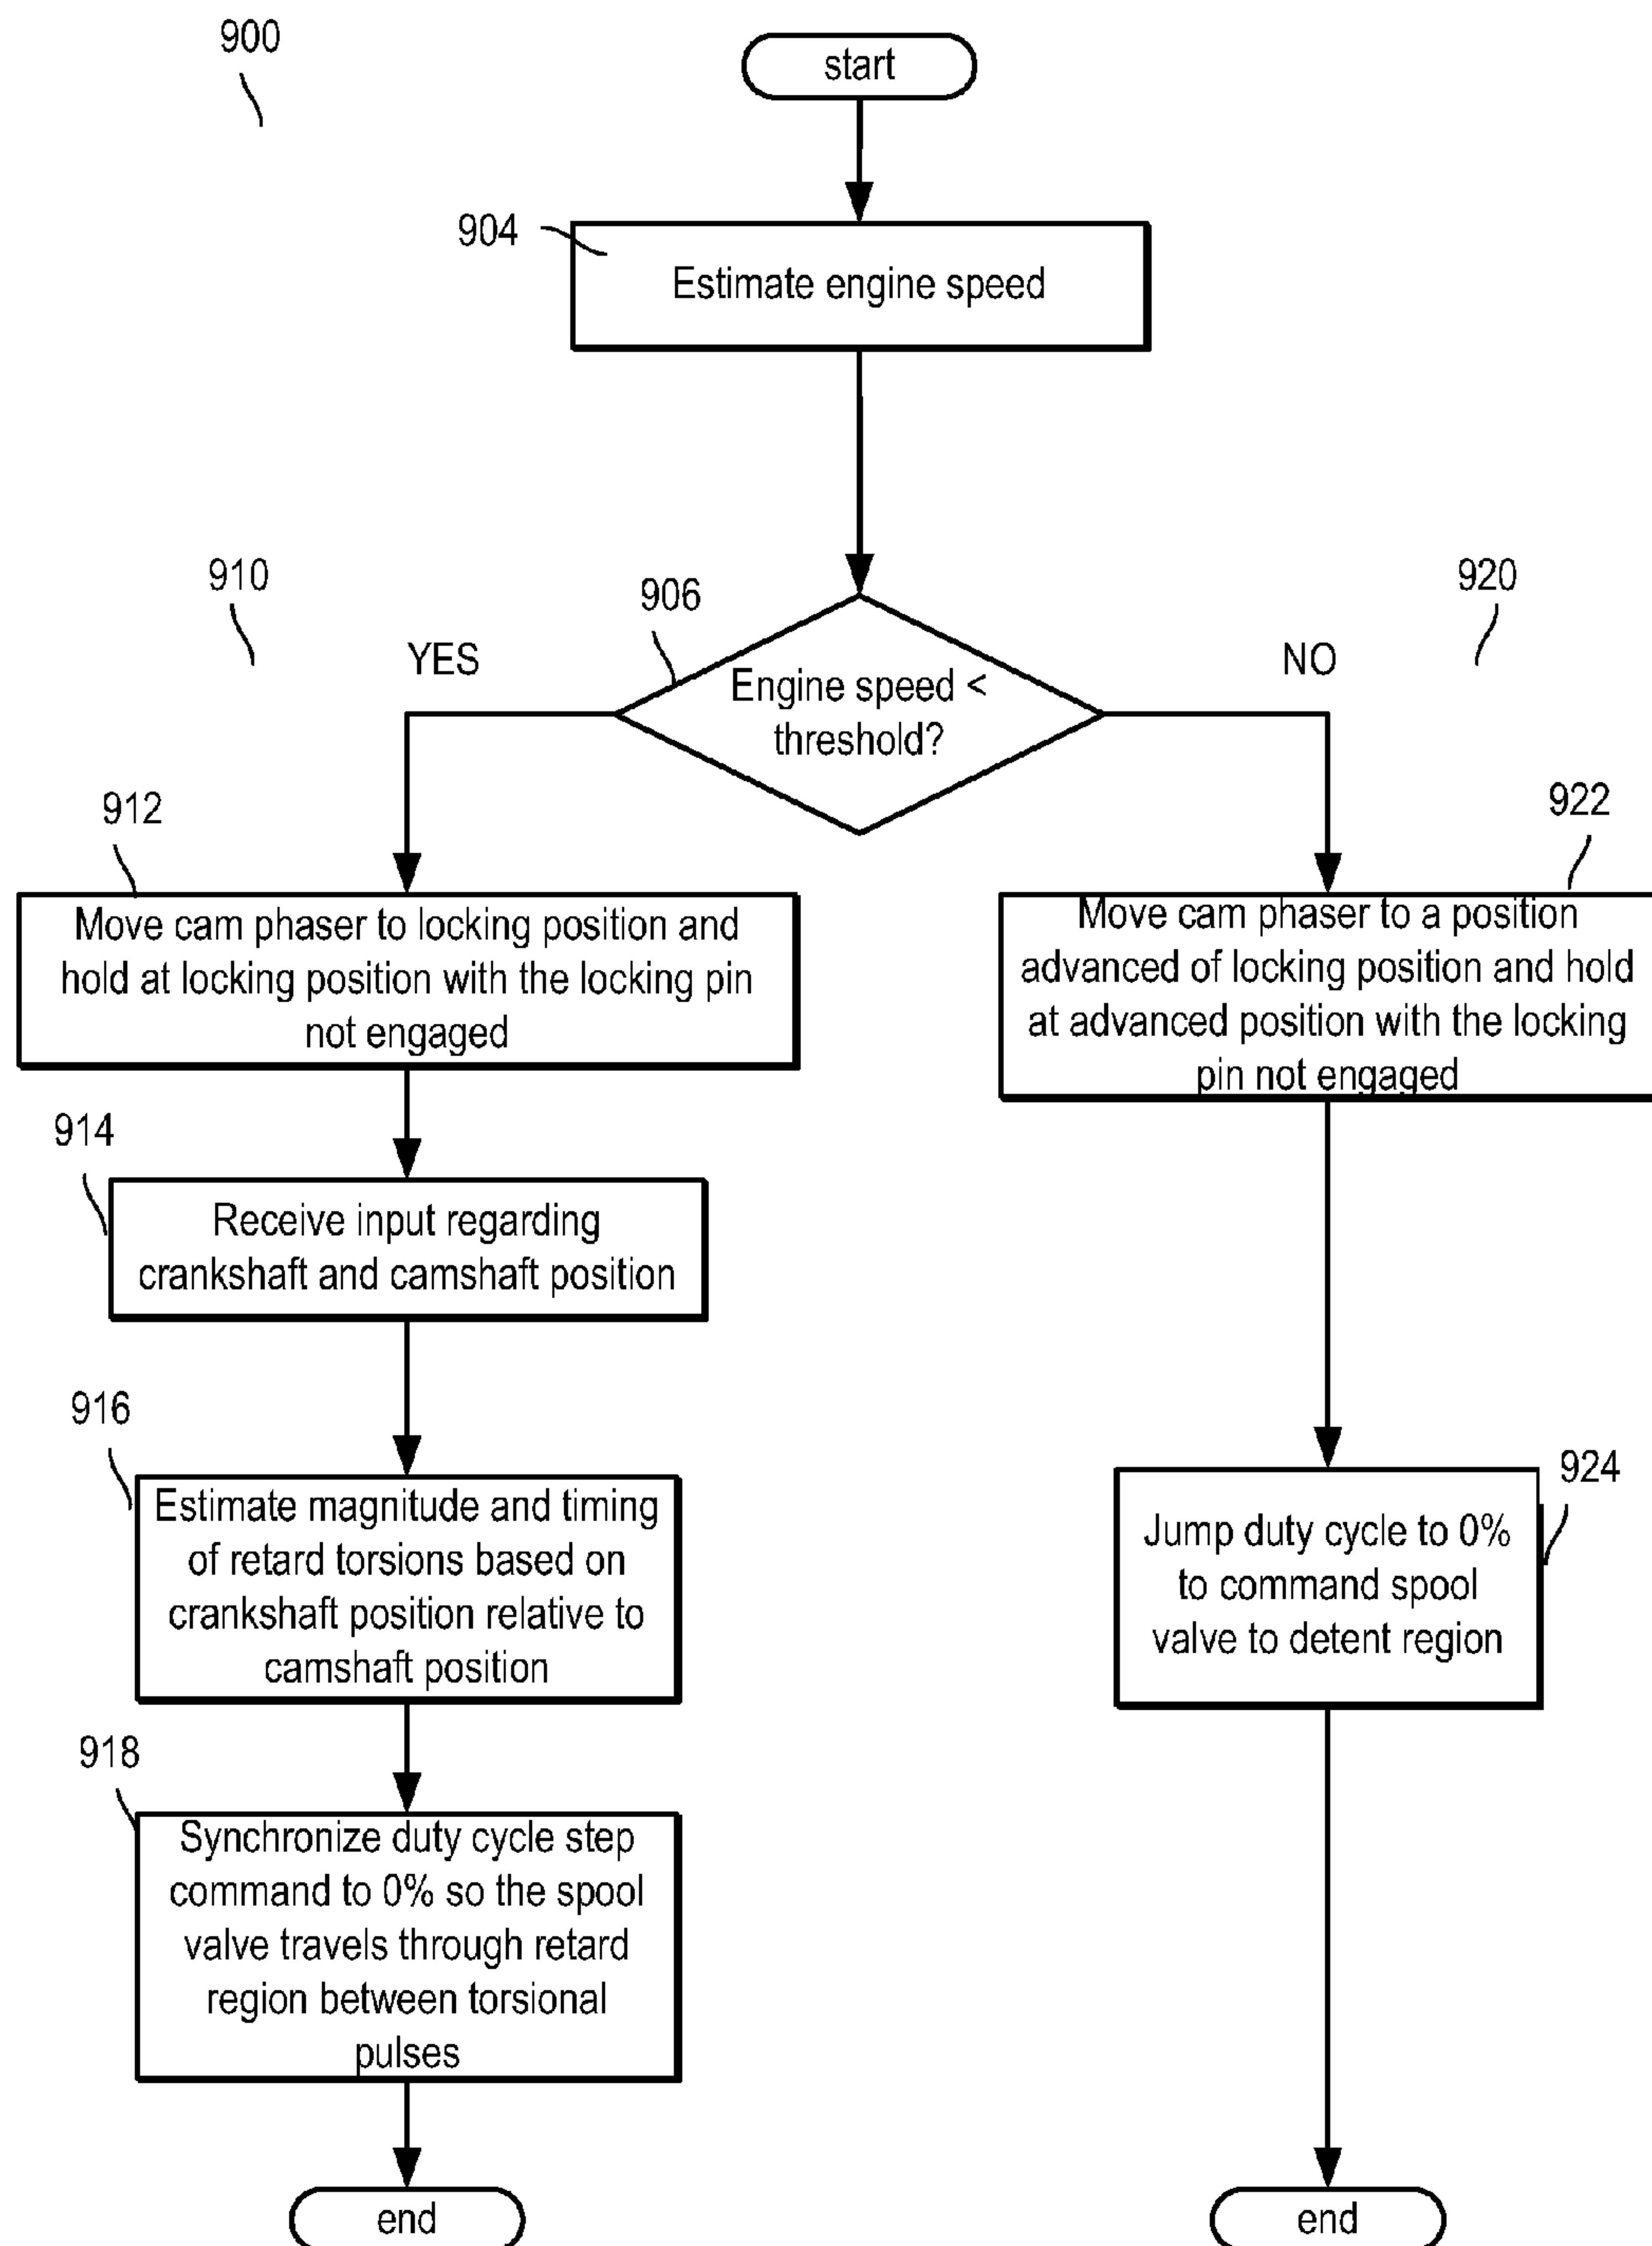 900
start
904
Estimate engine speed
910
906
920
YES
NO
Engine speed <
threshold?
912
922
Move cam phaser to locking position and
hold at locking position with the locking pin
not engaged
Move cam phaser to a position
advanced of locking position and hold
at advanced position with the locking
pin not engaged
914
Receive input regarding
crankshaft and camshaft position
916
Estimate magnitude and timing
of retard torsions based on
crankshaft position relative to
camshaft position
924
Jump duty cycle to 0%
to command spool
valve to detent region
918
Synchronize duty cycle step
command to 0% so the spool
valve travels through retard
region between torsional
pulses
end
end